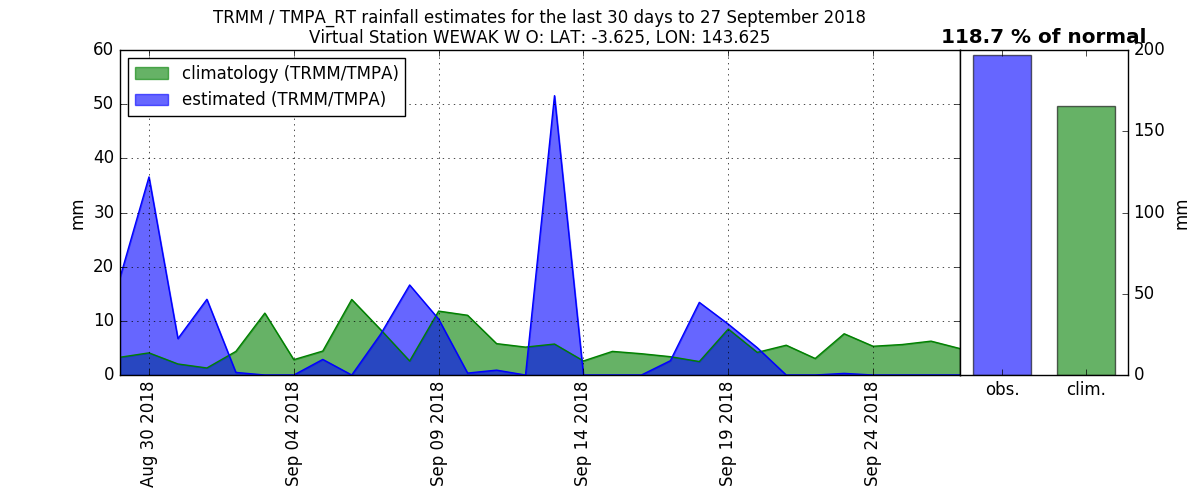 TRMM / TMPA_RT rainfall estimates for the last 30 days to 27 September 2018
Virtual Station WEWAK W O: LAT: -3.625, LON: 143.625
118.7 % of normal
climatology (TRMM/TMPA)
estimated (TRMM/TMPA)
60
50
40
30
20
10
0
mm
Aug 30 2018
Sep 04 2018
Sep 09 2018
Sep 14 2018
Sep 19 2018
Sep 24 2018
obs.
clim.
200
150
100
50
0
mm